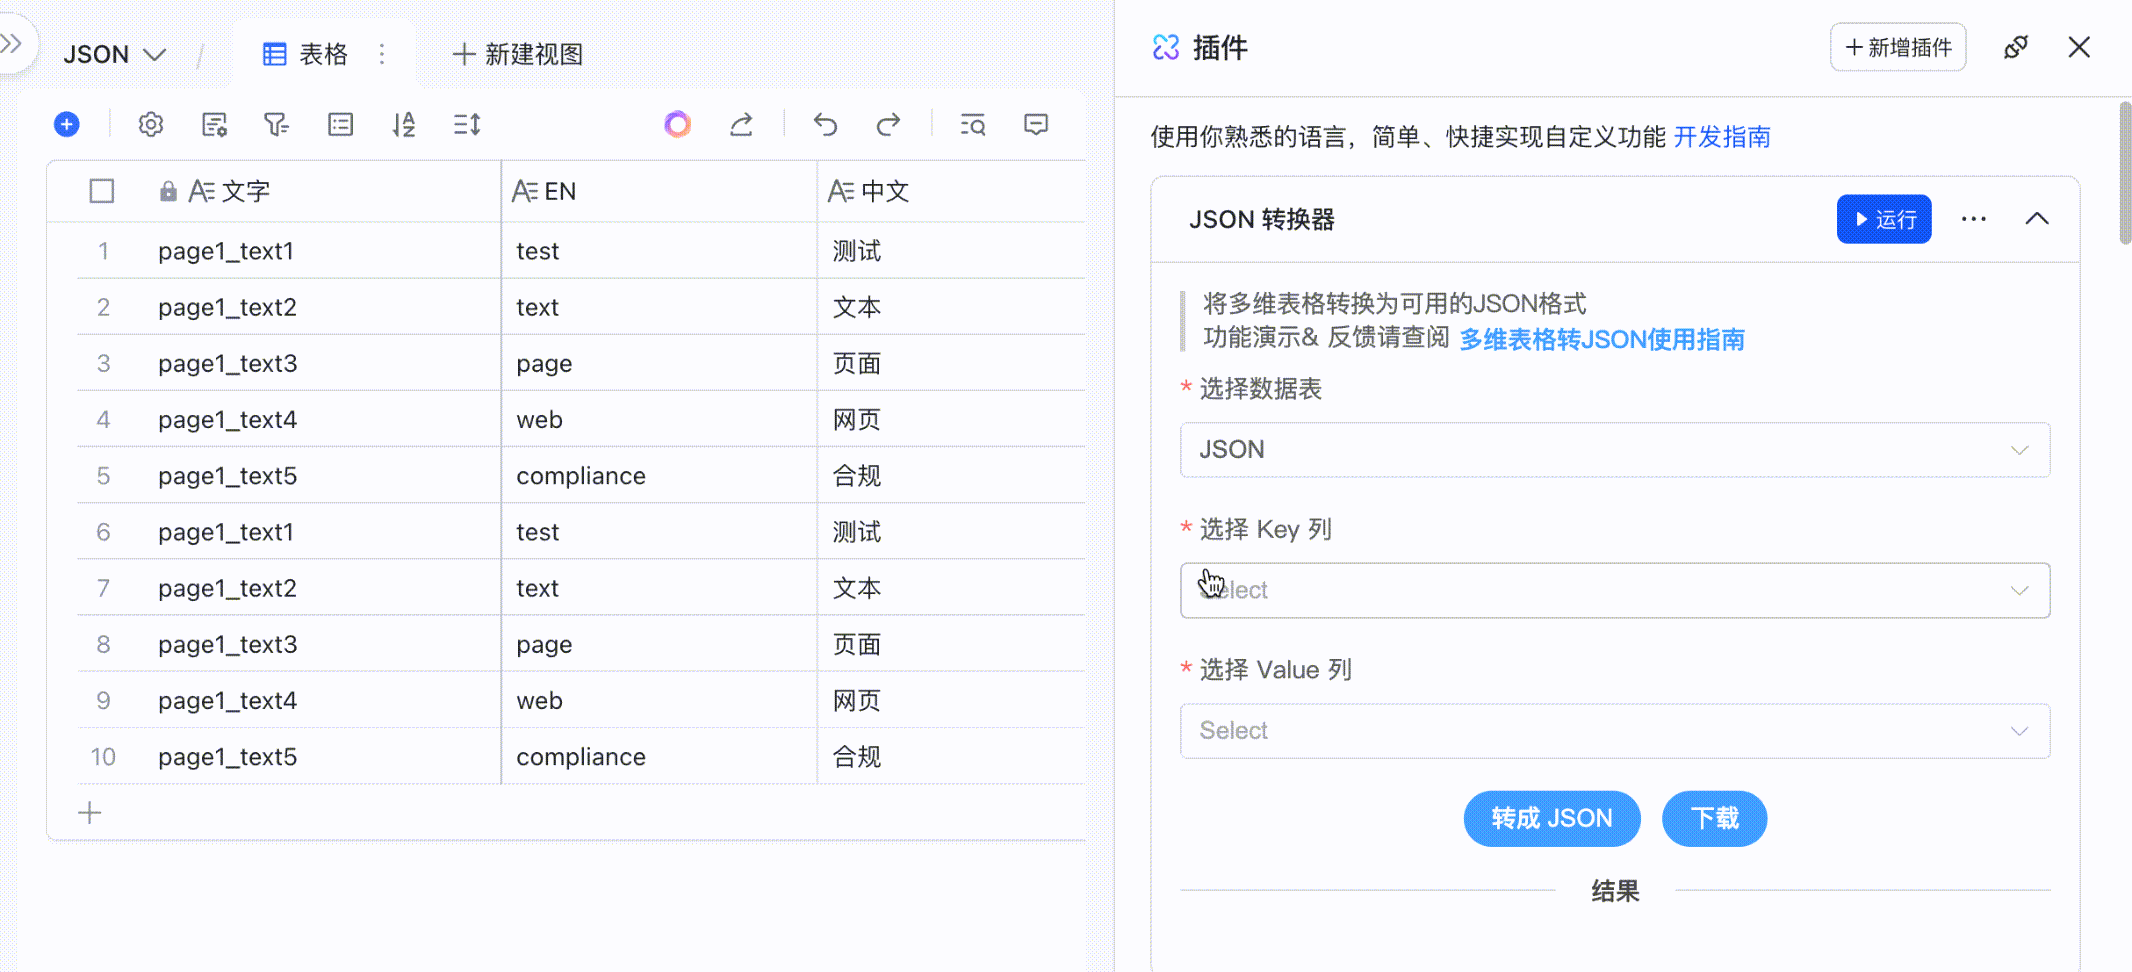 JSON
表格
新建视图
文字
EN
中文
1 page1_text1 test 测试
2 page1_text2 text 文本
3 page1_text3 page 页面
4 page1_text4 web 网页
5 page1_text5 compliance 合规
6 page1_text1 test 测试
7 page1_text2 text 文本
8 page1_text3 page 页面
9 page1_text4 web 网页
10 page1_text5 compliance 合规
插件
新增插件
使用你熟悉的语言，简单、快捷实现自定义功能 开发指南
JSON 转换器
运行
将多维表格转换为可用的JSON格式
功能演示& 反馈请查阅 多维表格转JSON使用指南
* 选择数据表
JSON
* 选择 Key 列
Select
* 选择 Value 列
Select
转成 JSON
下载
结果